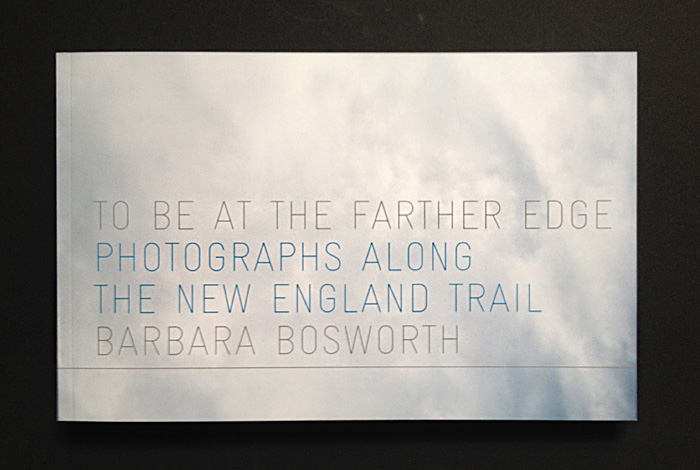 TO BE AT THE FARTHER EDGE
PHOTOGRAPHS ALONG
THE NEW ENGLAND TRAIL
BARBARA BOSWORTH